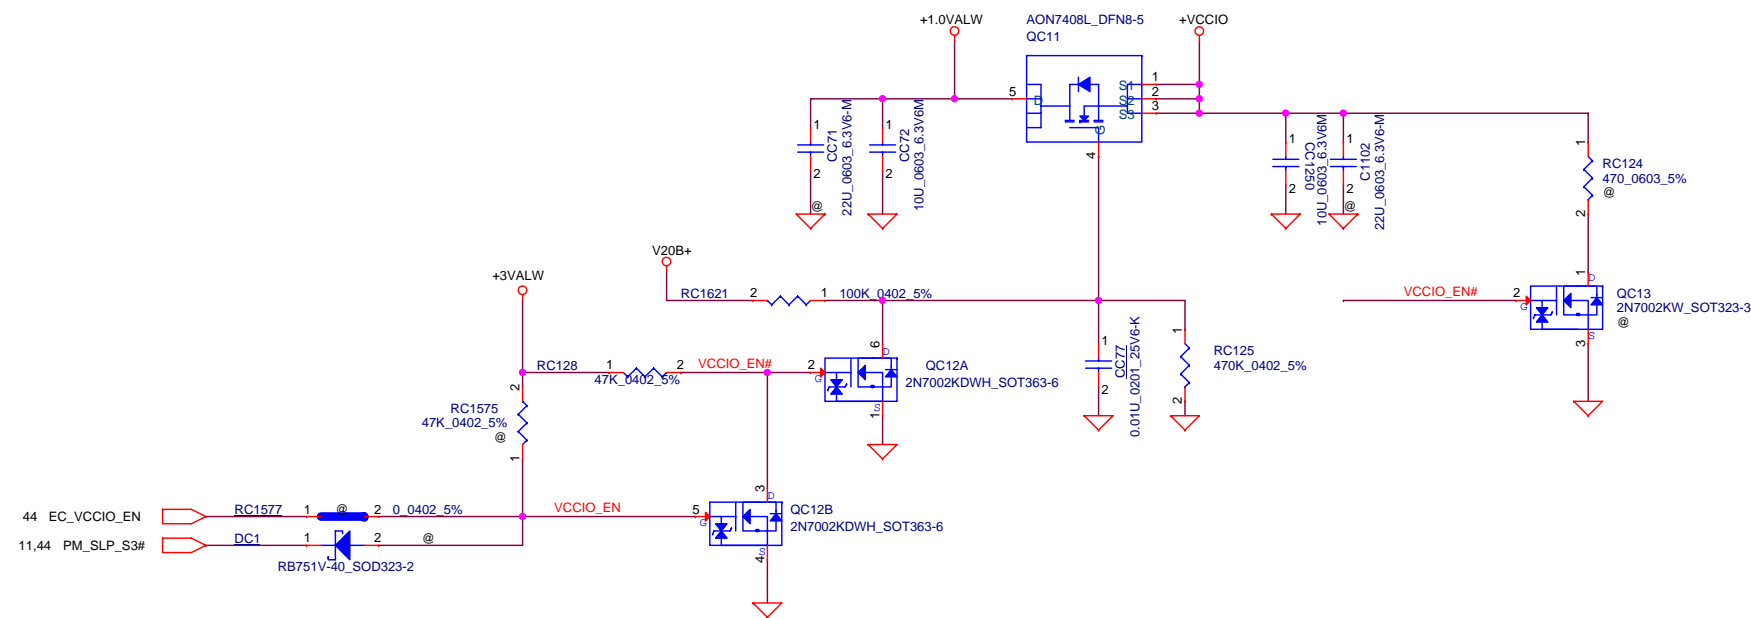 +1.0VALW
AON7408L_DFN8-5
QC11
+VCCIO
5
D
S1
S2
S3
G
1
2
3
4
1
CC71
22U_0603_6.3V6-M
2
@
1
CC72
10U_0603_6.3V6M
2
1
CC1250
10U_0603_6.3V6M
2
1
C1102
22U_0603_6.3V6-M
2
@
1
RC124
470_0603_5%
@
2
V20B+
RC1621
2
1
100K_0402_5%
+3VALW
RC128
1
2
47K_0402_5%
VCCIO_EN#
2
G
6
D
S
1
QC12A
2N7002KDWH_SOT363-6
1
CC77
0.01U_0201_25V6-K
2
1
RC125
470K_0402_5%
2
VCCIO_EN#
2
G
1
D
S
3
QC13
2N7002KW_SOT323-3
@
2
RC1575
47K_0402_5%
@
1
44 EC_VCCIO_EN
RC1577
1
@
2
0_0402_5%
VCCIO_EN
5
G
3
D
S
4
QC12B
2N7002KDWH_SOT363-6
11,44 PM_SLP_S3#
DC1
1
2
@
RB751V-40_SOD323-2